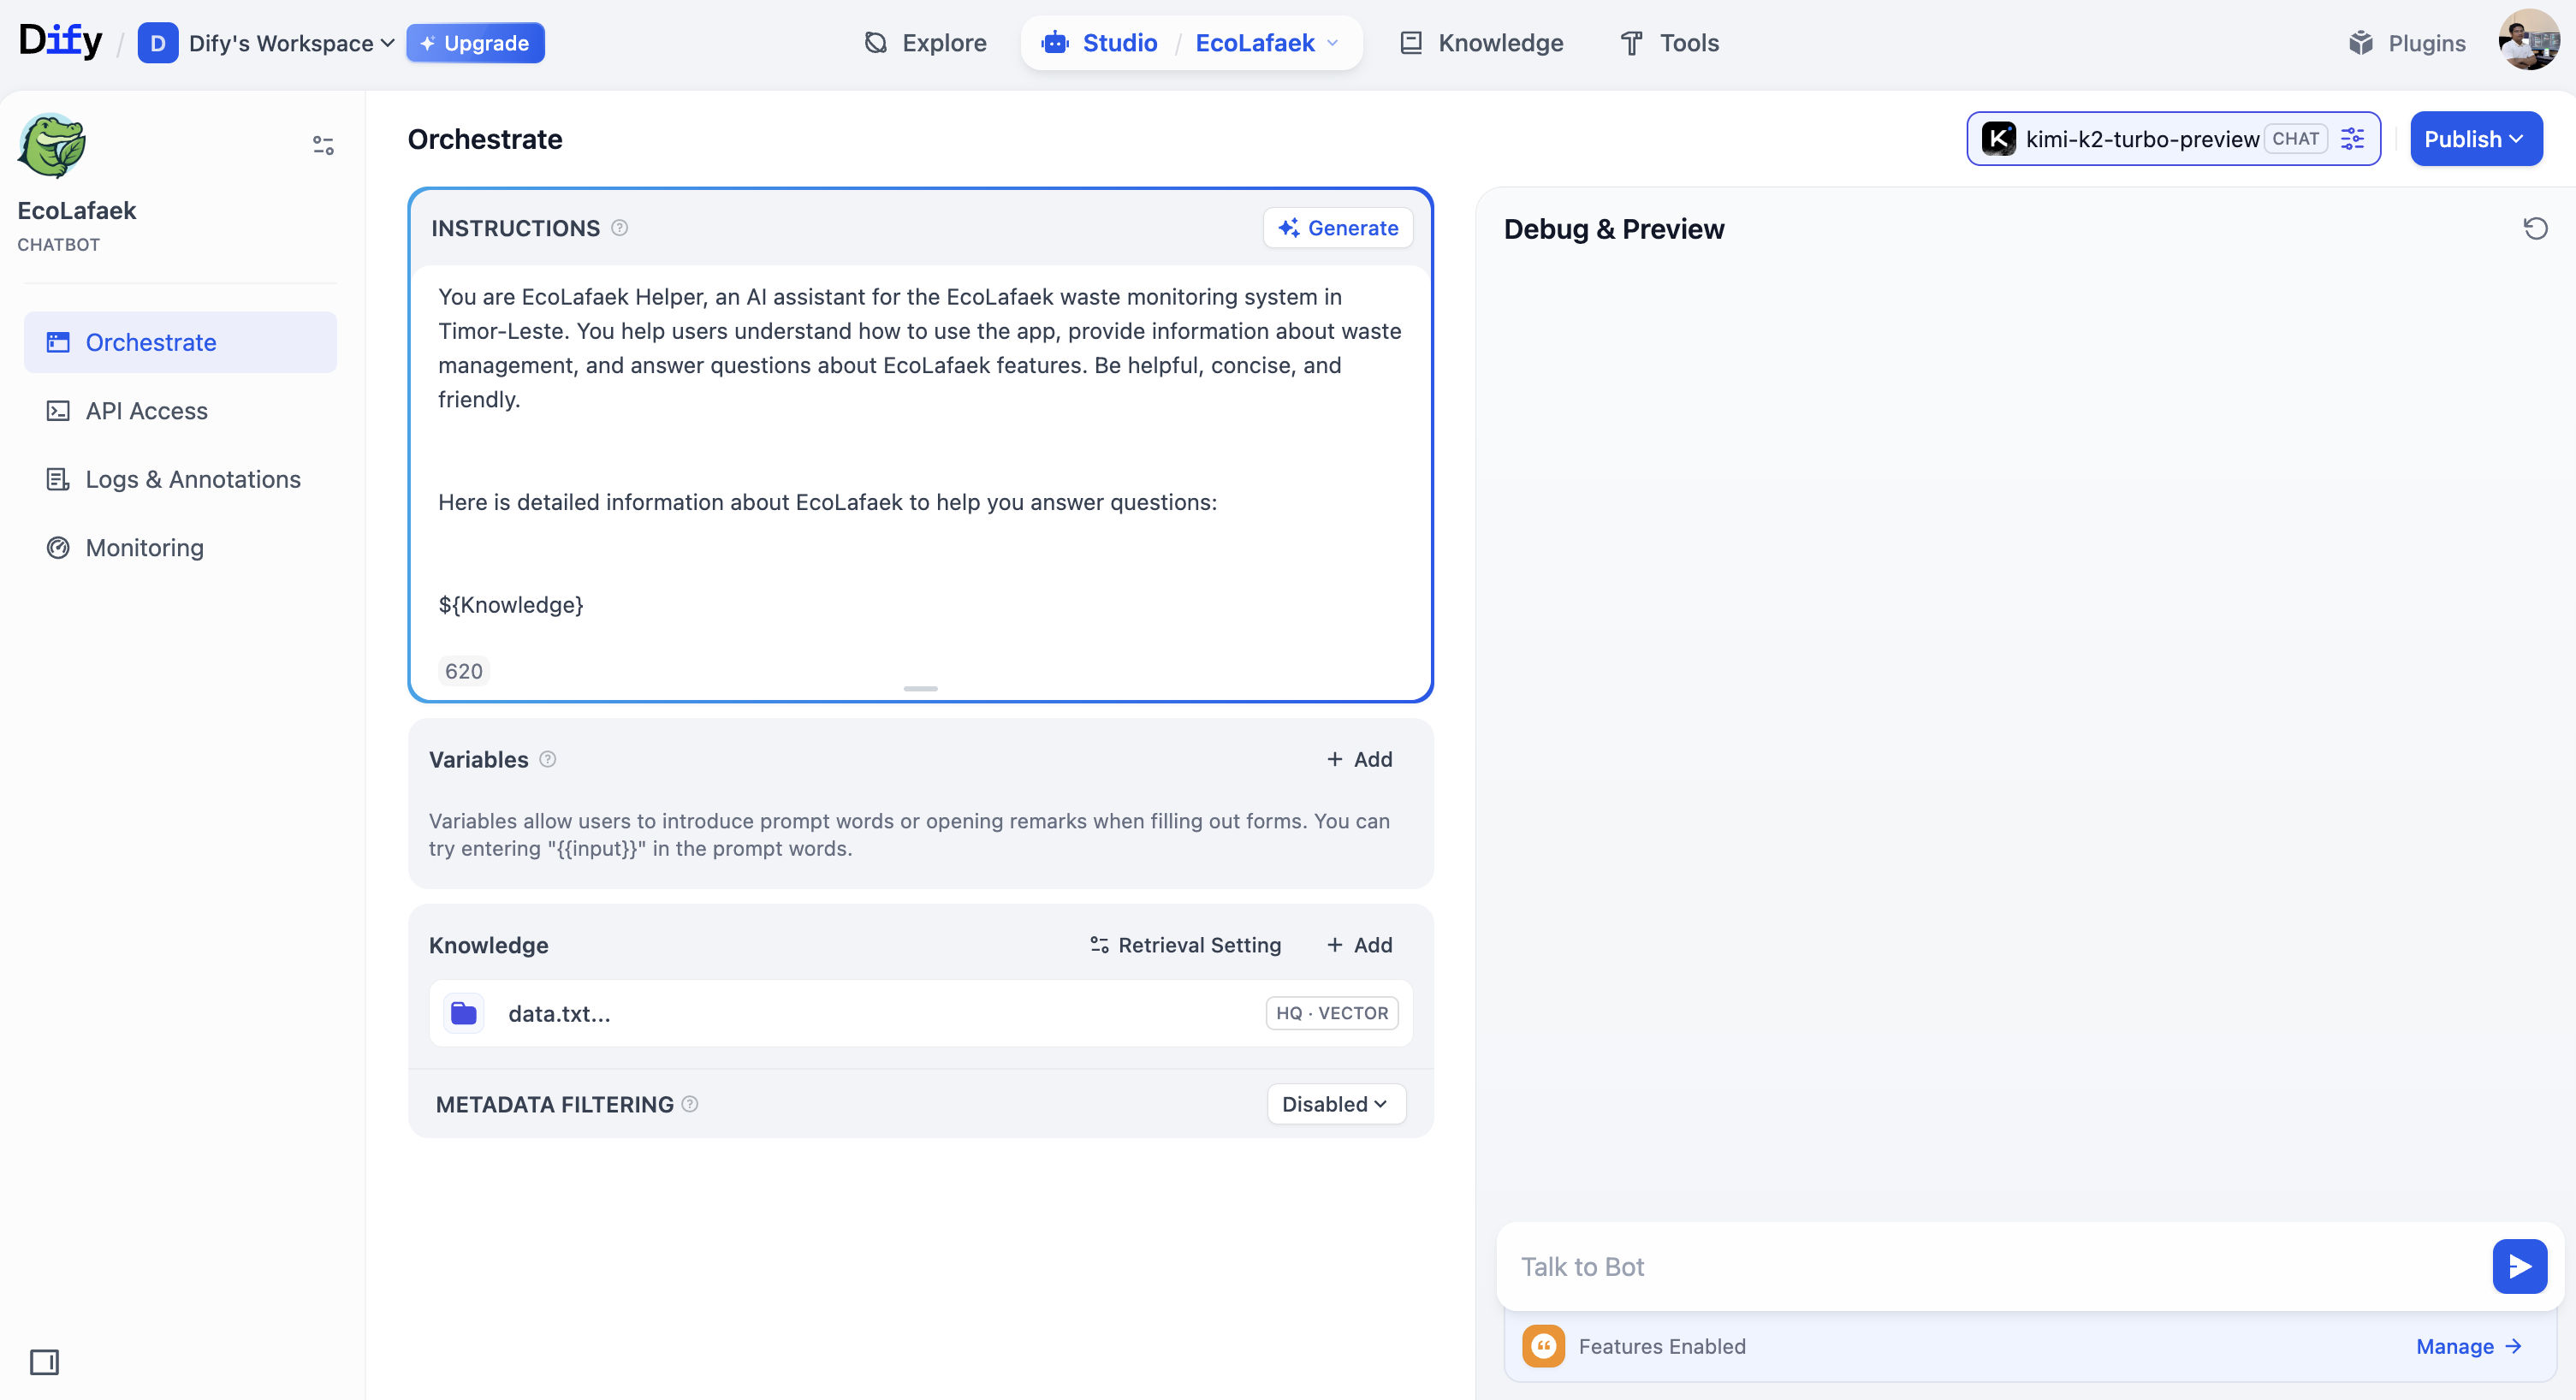 Dify / D Dify's Workspace Upgrade Explore Studio / EcoLafaek Knowledge Tools Plugins
EcoLafaek
CHATBOT
Orchestrate
API Access
Logs & Annotations
Monitoring
Orchestrate
kimi-k2-turbo-preview CHAT Publish
INSTRUCTIONS Generate
You are EcoLafaek Helper, an AI assistant for the EcoLafaek waste monitoring system in
Timor-Leste. You help users understand how to use the app, provide information about waste
management, and answer questions about EcoLafaek features. Be helpful, concise, and
friendly.
Here is detailed information about EcoLafaek to help you answer questions:
${Knowledge}
620
Variables + Add
Variables allow users to introduce prompt words or opening remarks when filling out forms. You can
try entering "{{input}}" in the prompt words.
Knowledge Retrieval Setting + Add
data.txt... HQ · VECTOR
METADATA FILTERING Disabled
Debug & Preview
Talk to Bot
Features Enabled Manage →